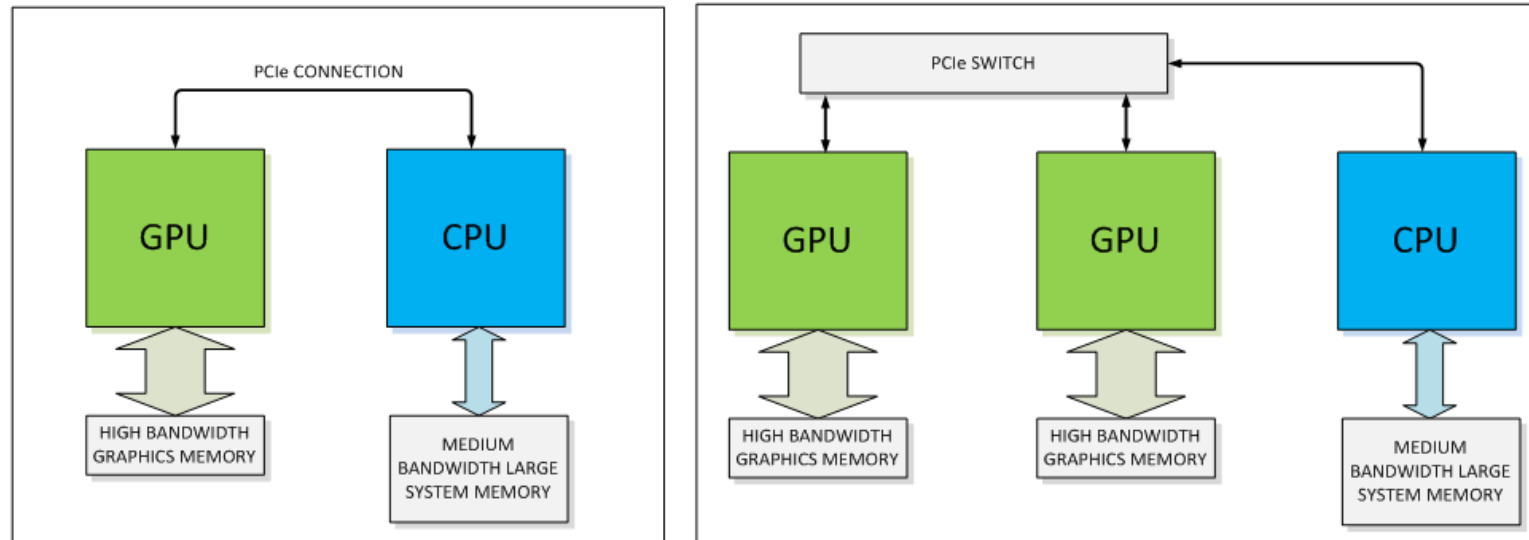 PCIe CONNECTION
GPU
CPU
HIGH BANDWIDTH
GRAPHICS MEMORY
MEDIUM
BANDWIDTH LARGE
SYSTEM MEMORY
PCIe SWITCH
GPU
GPU
CPU
HIGH BANDWIDTH
GRAPHICS MEMORY
HIGH BANDWIDTH
GRAPHICS MEMORY
MEDIUM
BANDWIDTH LARGE
SYSTEM MEMORY